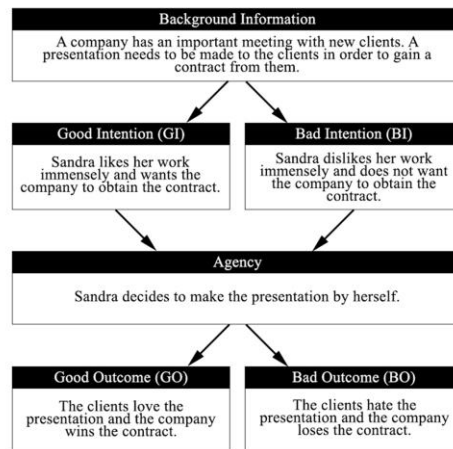 Background Information
A company has an important meeting with new clients. A
presentation needs to be made to the clients in order to gain a
contract from them.
Good Intention (GI)
Sandra likes her work
immensely and wants the
company to obtain the contract.
Bad Intention (BI)
Sandra dislikes her work
immensely and does not want
the company to obtain the
contract.
Agency
Sandra decides to make the presentation by herself.
Good Outcome (GO)
The clients love the
presentation and the company
wins the contract.
Bad Outcome (BO)
The clients hate the
presentation and the company
loses the contract.